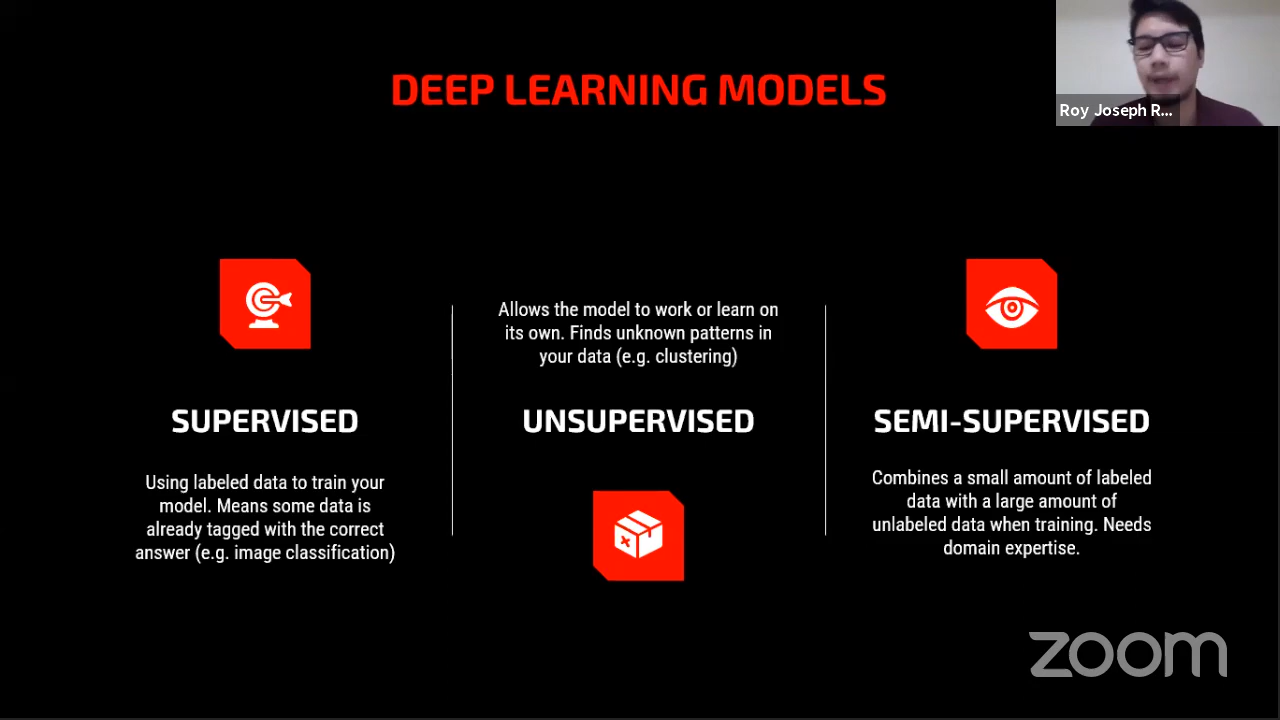 DEEP LEARNING MODELS
Roy Joseph R...
SUPERVISED
Using labeled data to train your
model. Means some data is
already tagged with the correct
answer (e.g. image classification)
Allows the model to work or learn on
its own. Finds unknown patterns in
your data (e.g. clustering)
UNSUPERVISED
SEMI-SUPERVISED
Combines a small amount of labeled
data with a large amount of
unlabeled data when training. Needs
domain expertise.
zoom